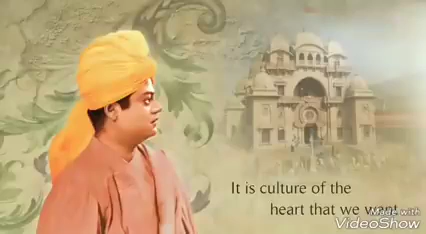 It is culture of the
heart that we want
Made with
VideoShow